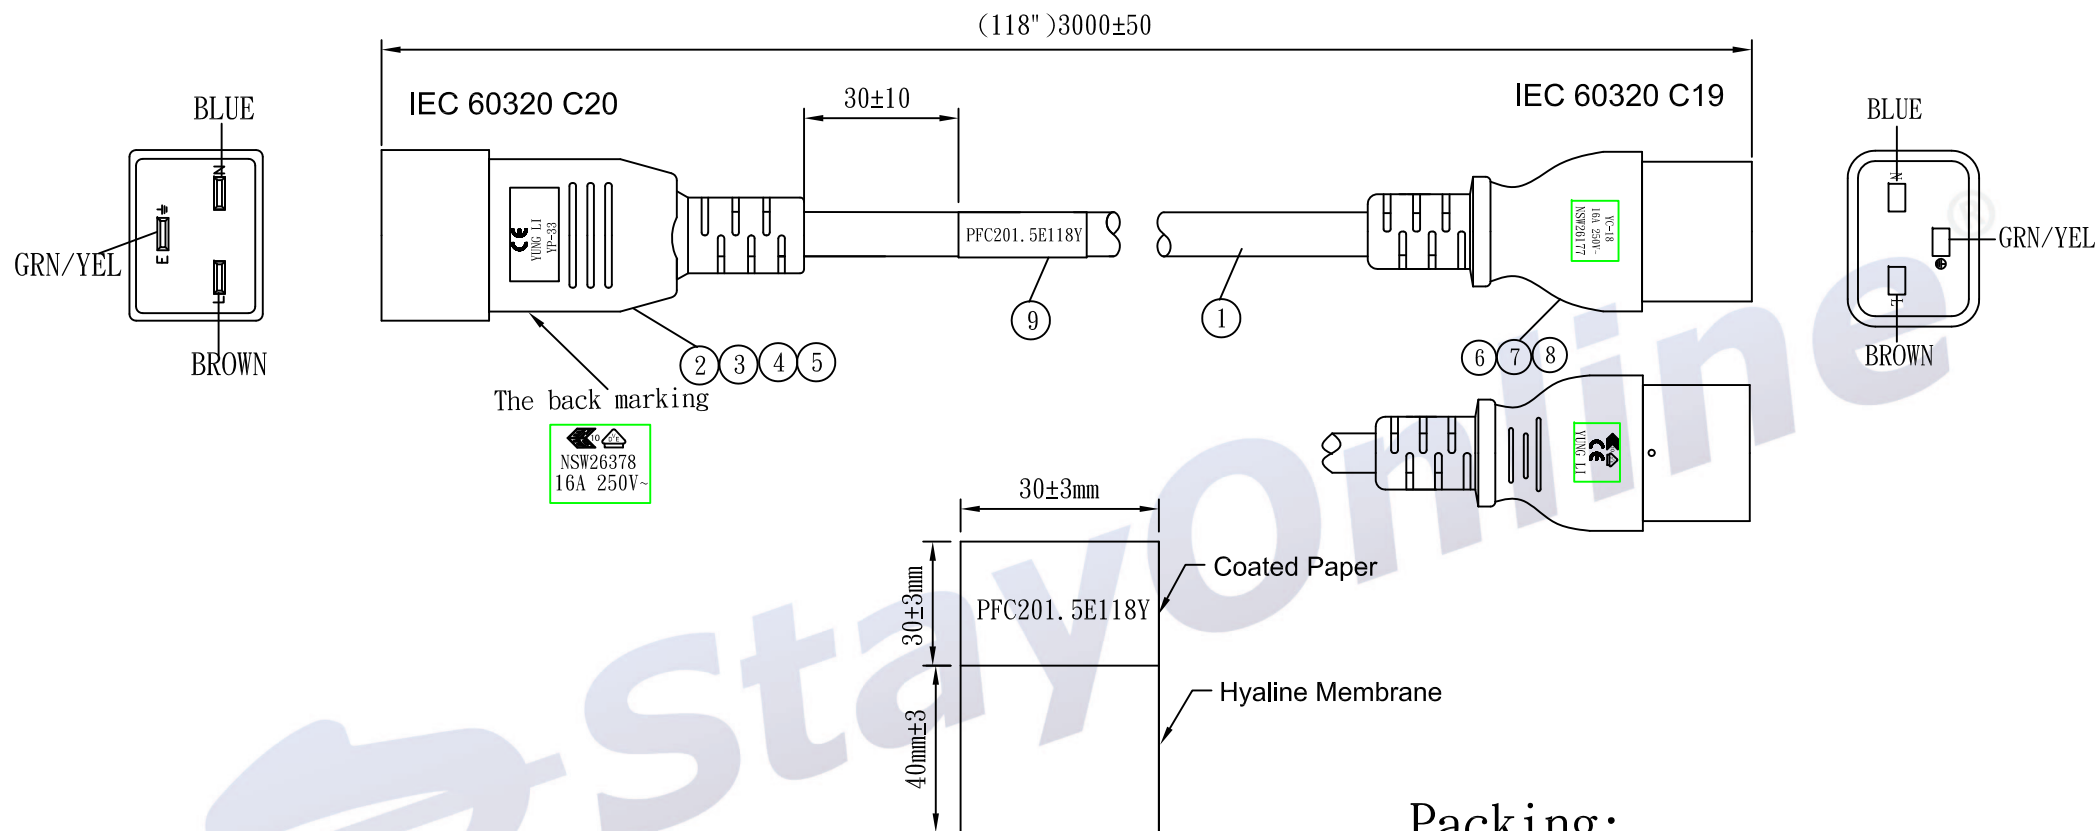 (118")3000±50
IEC 60320 C20
30±10
IEC 60320 C19
BLUE
N
E
GRN/YEL
L
BROWN
CE
YUNG LI
YP-33
PFC201.5E118Y
YC-18
16A 250V~
NSW26177
BLUE
N
GRN/YEL
L
BROWN
9
1
2 3 4 5
6 7 8
The back marking
10
NSW26378
16A 250V~
CE
YUNG LI
30±3mm
30±3mm
PFC201.5E118Y
Coated Paper
40mm±3
Hyaline Membrane
StayOnline®
Packing: